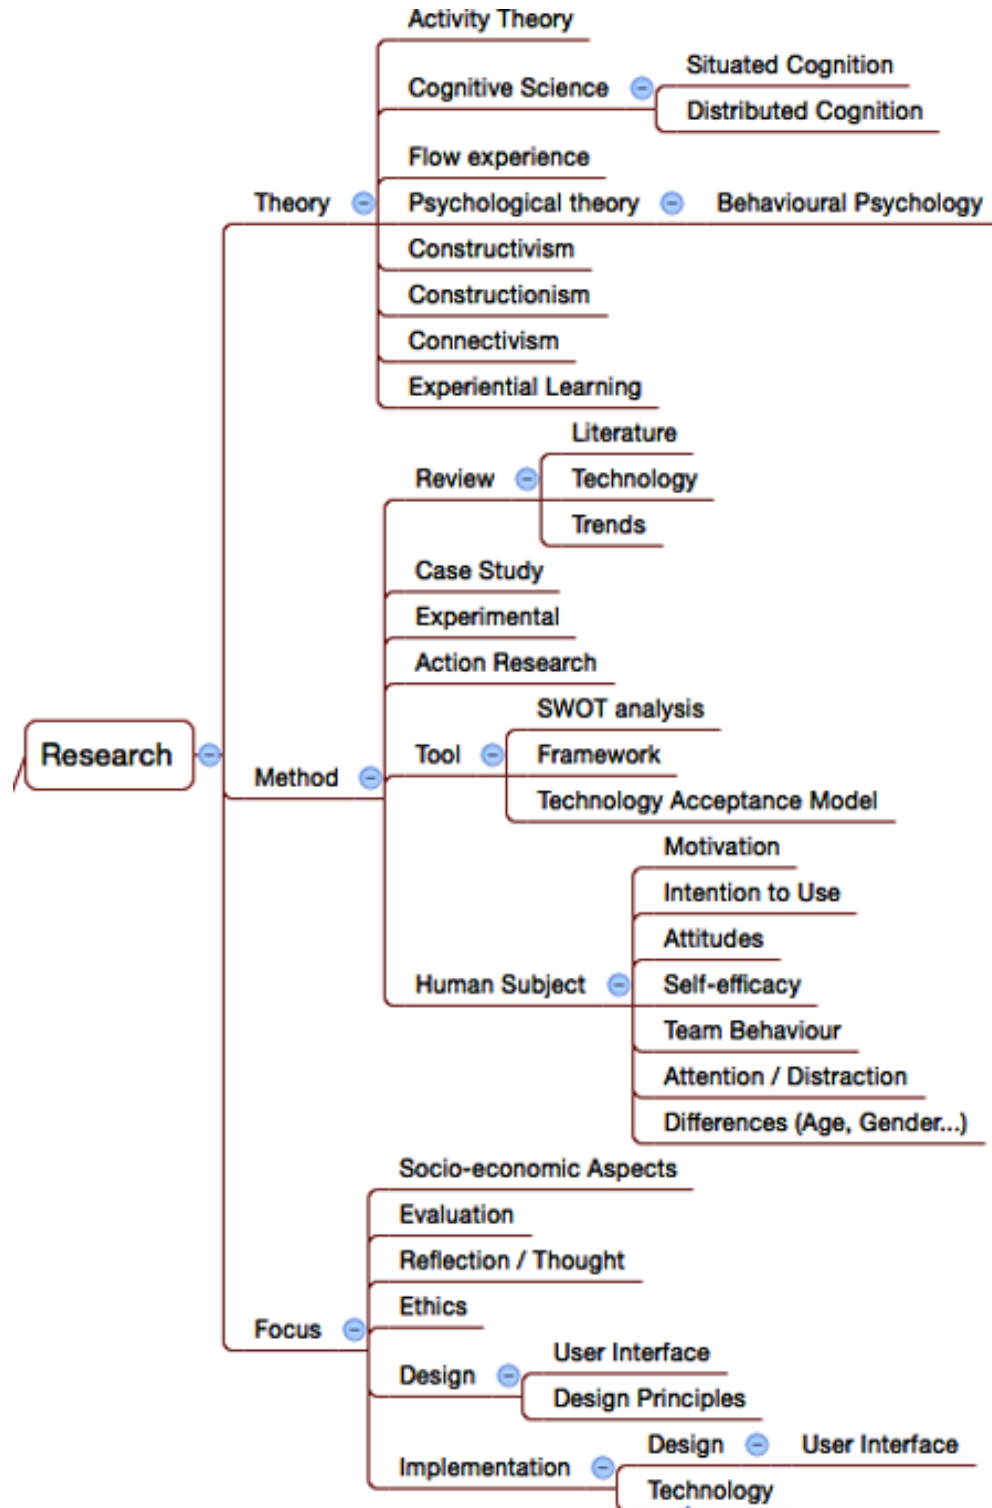 Activity Theory
Situated Cognition
Cognitive Science
Distributed Cognition
Flow experience
Theory
Psychological theory
Behavioural Psychology
Constructivism
Constructionism
Connectivism
Experiential Learning
Literature
Review
Technology
Trends
Case Study
Experimental
Action Research
SWOT analysis
Research
Tool
Framework
Method
Technology Acceptance Model
Motivation
Intention to Use
Attitudes
Human Subject
Self-efficacy
Team Behaviour
Attention / Distraction
Differences (Age, Gender...)
Socio-economic Aspects
Evaluation
Reflection / Thought
Ethics
Focus
User Interface
Design
Design Principles
Design
User Interface
Implementation
Technology